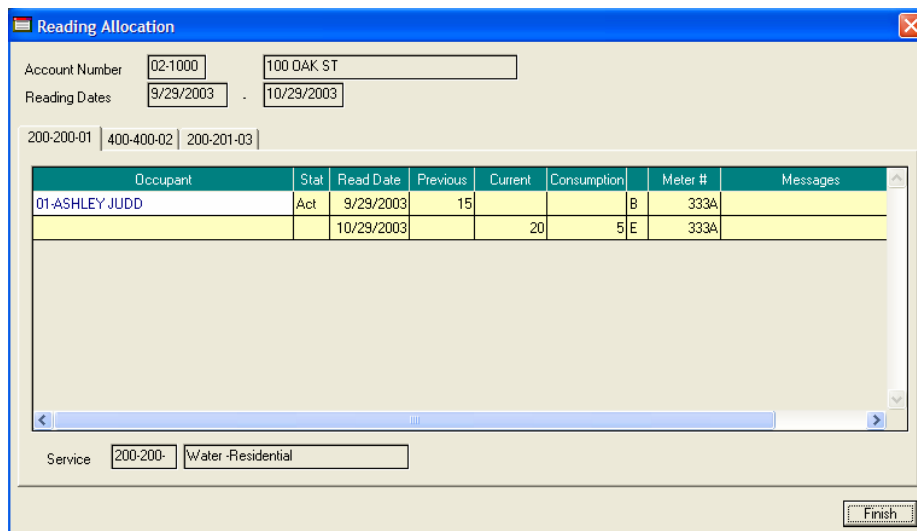 Reading Allocation
Account Number 02-1000 100 OAK ST
Reading Dates 9/29/2003 - 10/29/2003
200-200-01 400-400-02 200-201-03
Occupant Stat Read Date Previous Current Consumption Meter # Messages
01-ASHLEY JUDD Act 9/29/2003 15 B 333A
10/29/2003 20 5 E 333A
Service 200-200- Water -Residential
Finish